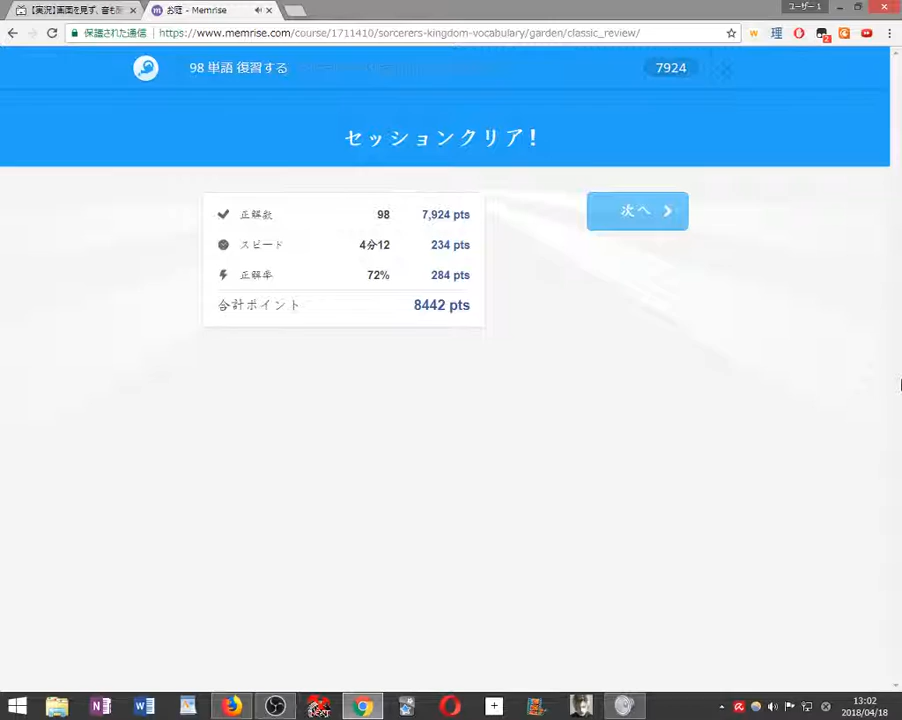 【実況】画面を見ず、音も
お庭 - Memrise
ユーザー 1
保護された通信
https://www.memrise.com/course/1711410/sorcerers-kingdom-vocabulary/garden/classic_review/
98 単語 復習する
7924
セッションクリア!
正解数 98 7,924 pts
スピード 4分12 234 pts
正解率 72% 284 pts
合計ポイント 8442 pts
次へ
13:02
2018/04/18